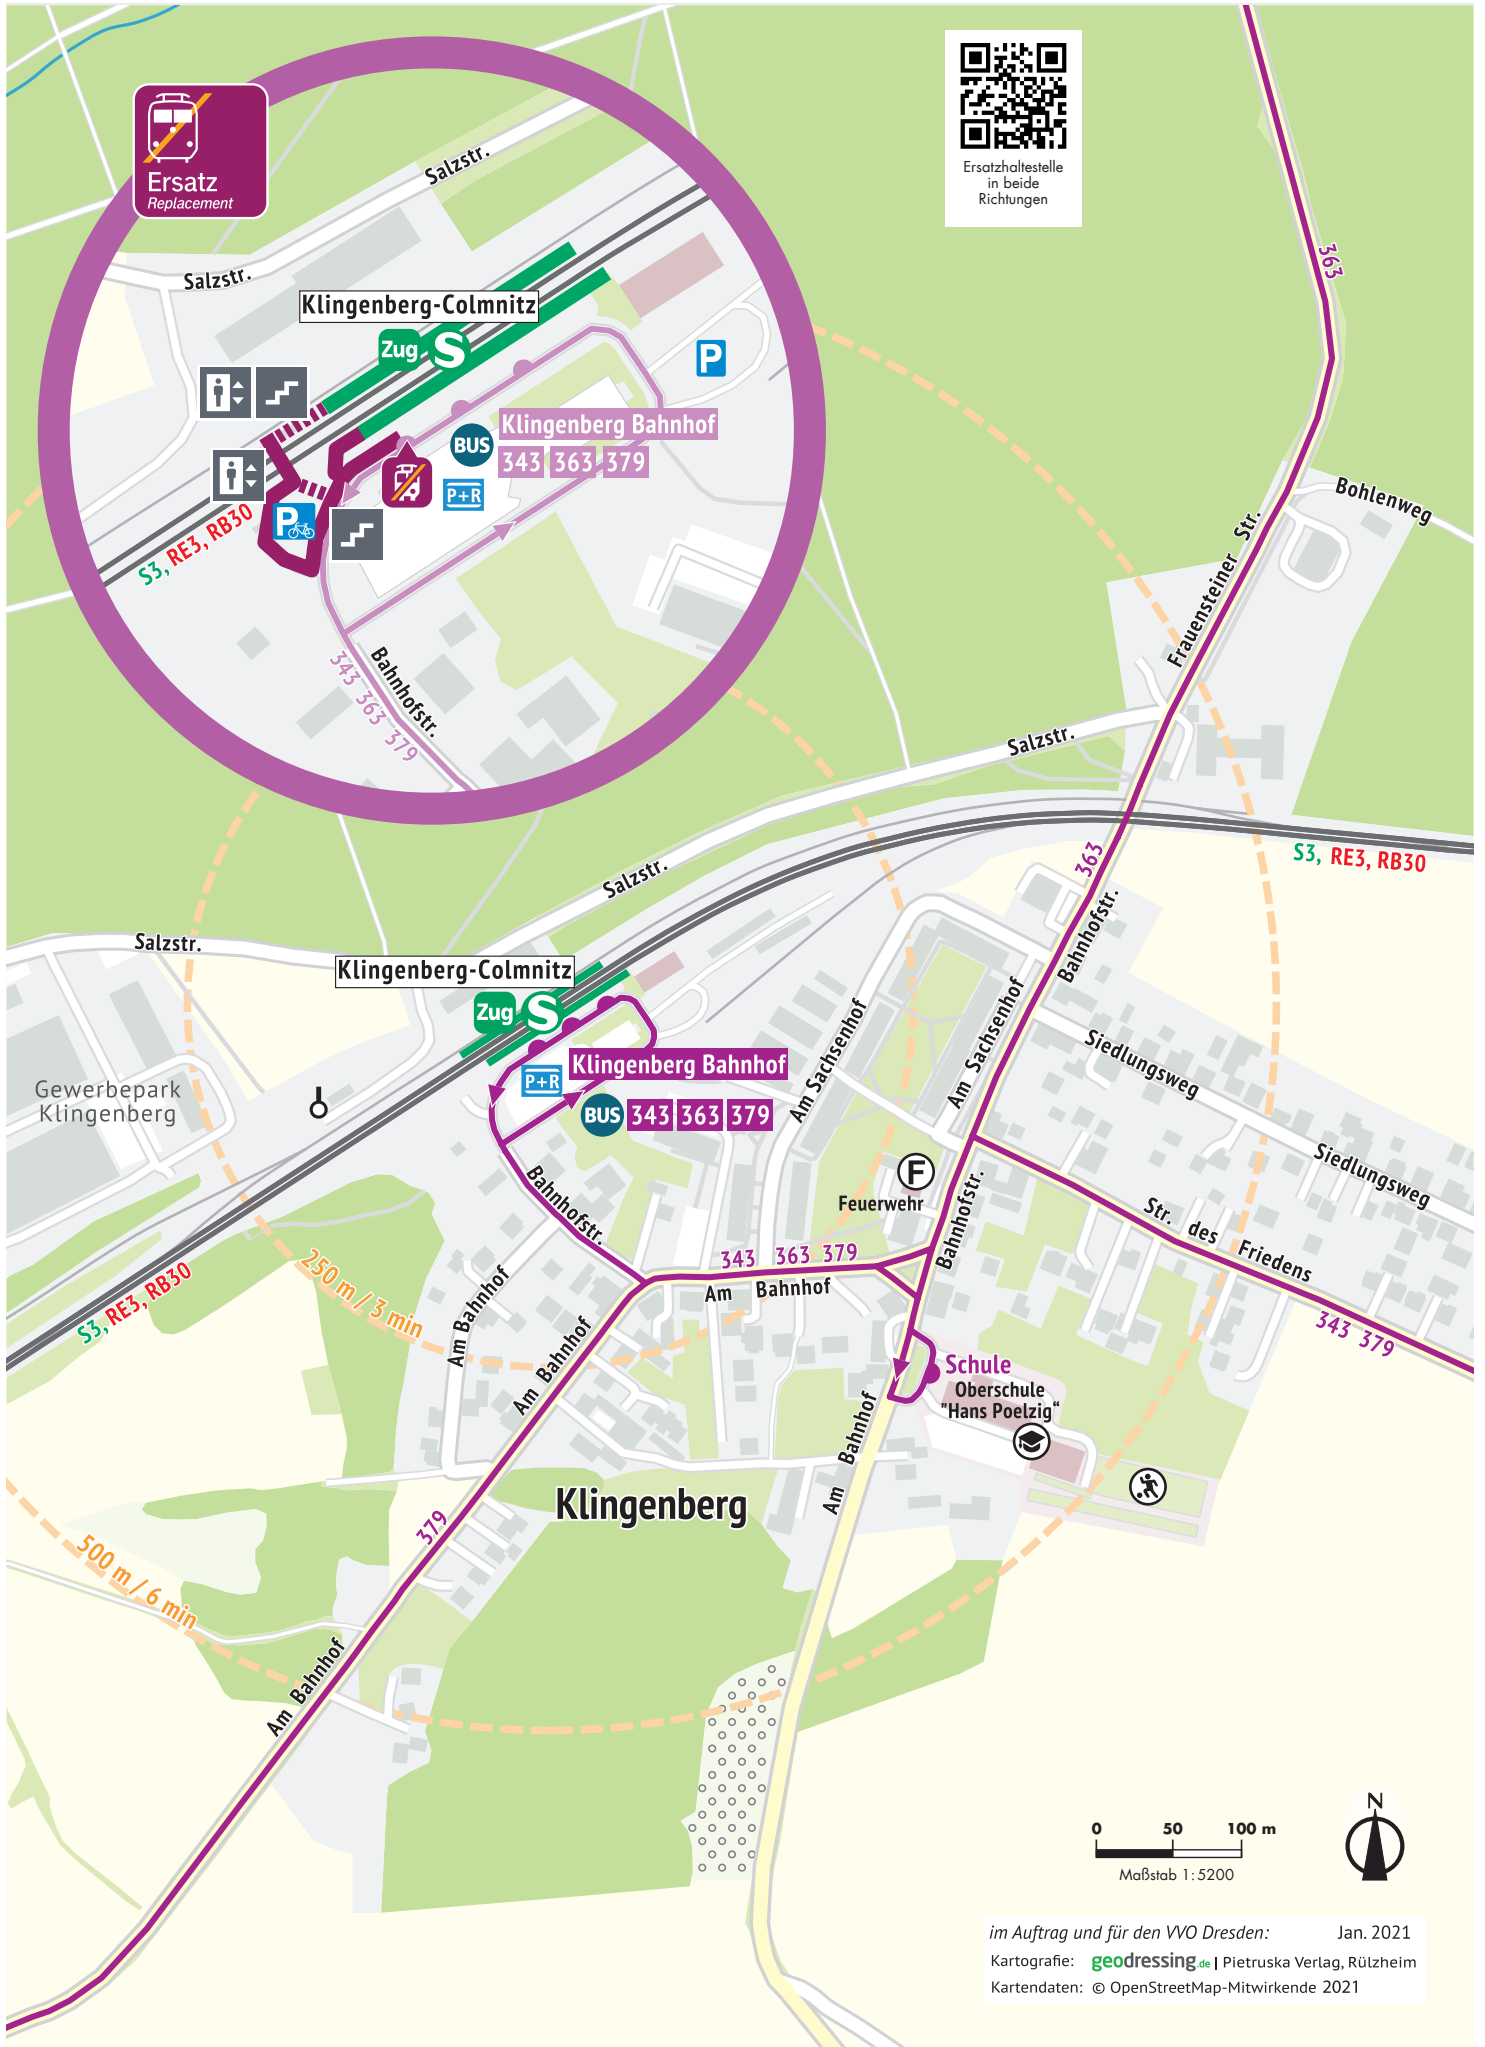 Ersatz
Replacement
Salzstr.
Salzstr.
Klingenberg-Colmnitz
Zug S
P
Klingenberg Bahnhof
BUS
343 363 379
P+R
P
S3, RE3, RB30
Bahnhofstr.
343 363 379
Ersatzhaltestelle
in beide
Richtungen
363
Bohlenweg
Frauensteiner Str.
Salzstr.
363
S3, RE3, RB30
Salzstr.
Bahnhofstr.
Salzstr.
Klingenberg-Colmnitz
Zug S
Am Sachsenhof
Am Sachsenhof
Siedlungsweg
Klingenberg Bahnhof
P+R
BUS 343 363 379
Gewerbepark
Klingenberg
Siedlungsweg
F
Feuerwehr
Bahnhofstr.
Bahnhofstr.
Str. des Friedens
343 363 379
Am Bahnhof
250 m / 3 min
S3, RE3, RB30
Am Bahnhof
Am Bahnhof
343 379
Schule
Oberschule
"Hans Poelzig“
Am Bahnhof
Klingenberg
379
500 m / 6 min
Am Bahnhof
N
0 50 100 m
Maßstab 1:5200
im Auftrag und für den VVO Dresden: Jan. 2021
Kartografie: geodressing.de | Pietruska Verlag, Rülzheim
Kartendaten: © OpenStreetMap-Mitwirkende 2021